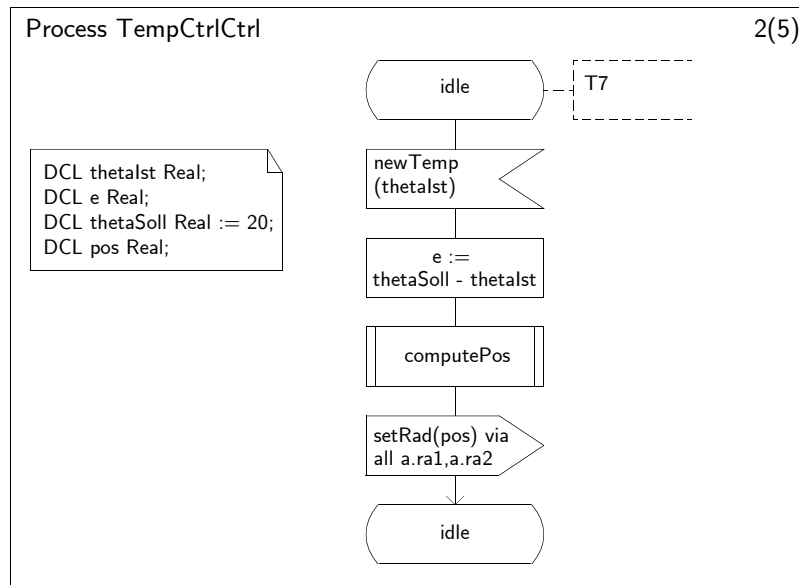 Process TempCtrlCtrl
2(5)
idle
T7
newTemp
(thetaIst)
DCL thetaIst Real;
DCL e Real;
DCL thetaSoll Real := 20;
DCL pos Real;
e :=
thetaSoll - thetaIst
computePos
setRad(pos) via
all a.ra1,a.ra2
idle